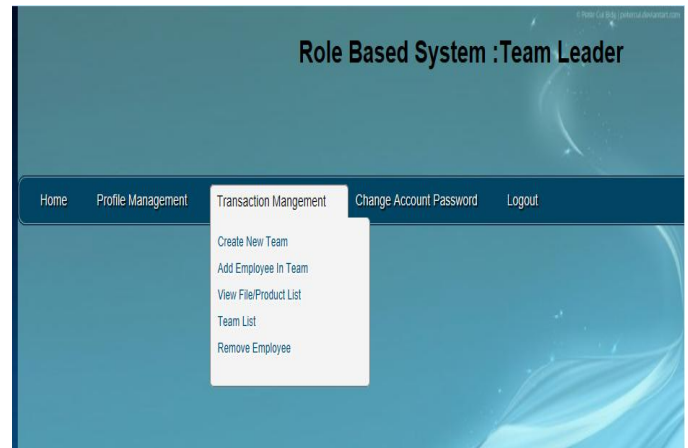 Role Based System :Team Leader
Home Profile Management Transaction Mangement Change Account Password Logout
Create New Team
Add Employee In Team
View File/Product List
Team List
Remove Employee